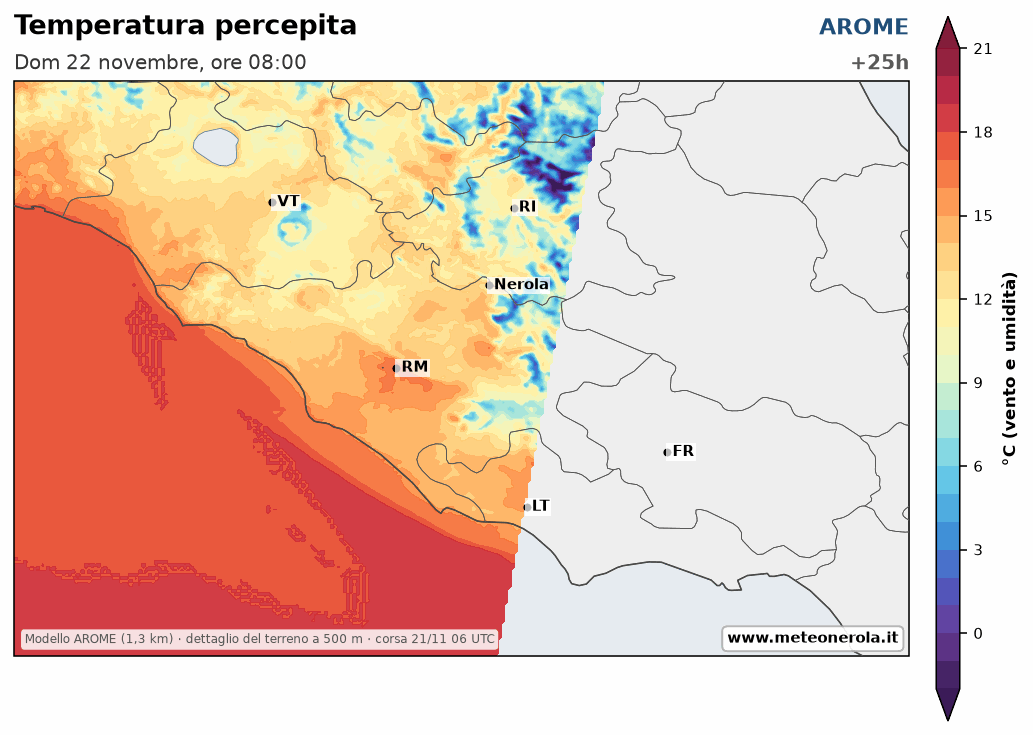 Temperatura percepita
AROME
Dom 22 novembre, ore 08:00
+25h
VT
RI
Nerola
RM
FR
LT
Modello AROME (1,3 km) · dettaglio del terreno a 500 m · corsa 21/11 06 UTC
www.meteonerola.it
21
18
15
12
9
6
3
0
°C (vento e umidità)